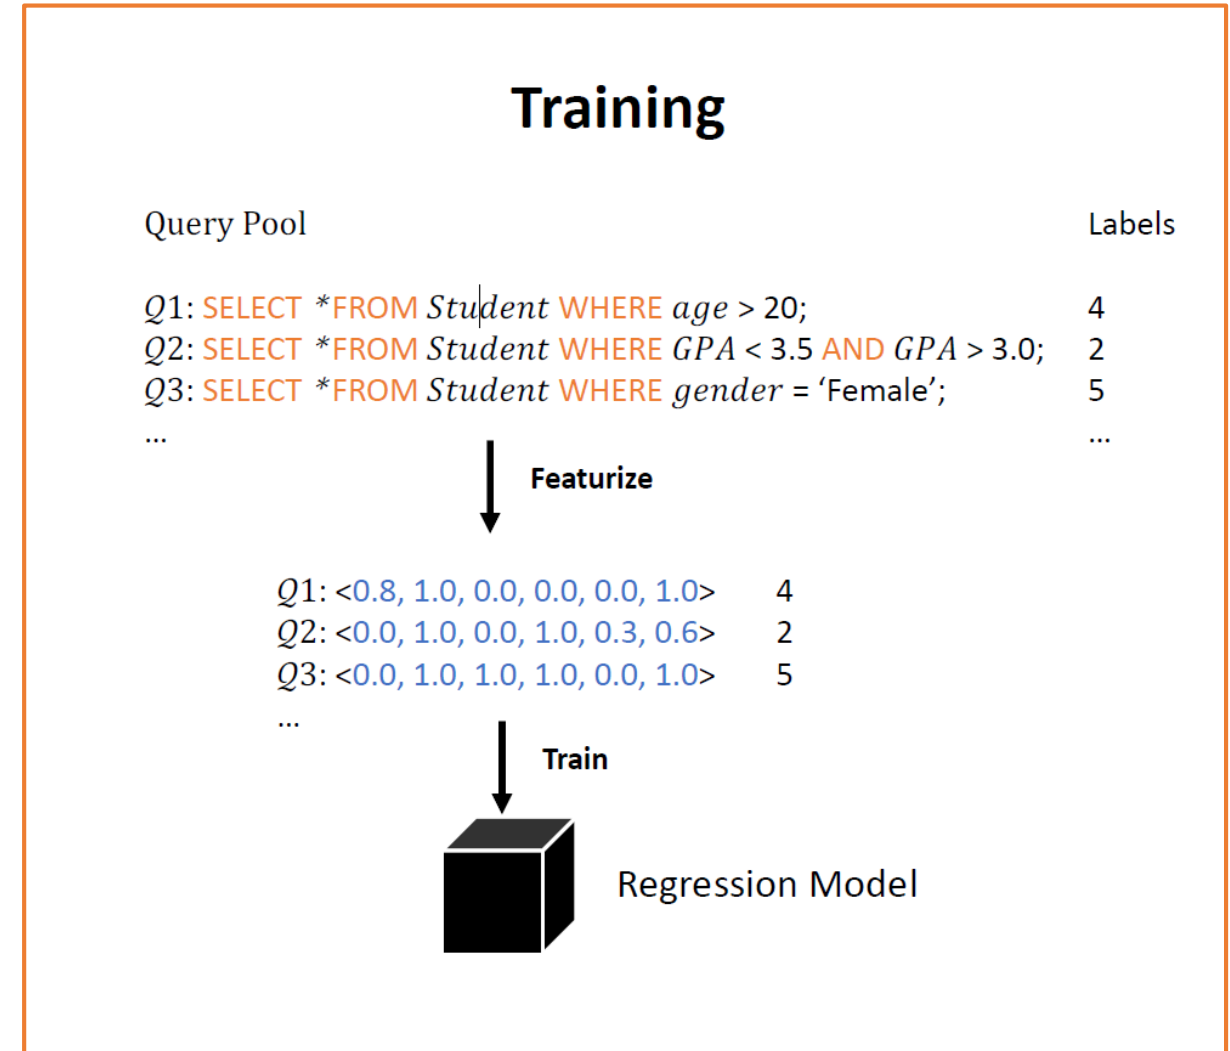 Training
Query Pool Labels
Q1: SELECT *FROM Student WHERE age > 20; 4
Q2: SELECT *FROM Student WHERE GPA < 3.5 AND GPA > 3.0; 2
Q3: SELECT *FROM Student WHERE gender = ‘Female’; 5
... ...
Featurize
Q1: <0.8, 1.0, 0.0, 0.0, 0.0, 1.0> 4
Q2: <0.0, 1.0, 0.0, 1.0, 0.3, 0.6> 2
Q3: <0.0, 1.0, 1.0, 1.0, 0.0, 1.0> 5
...
Train
Regression Model